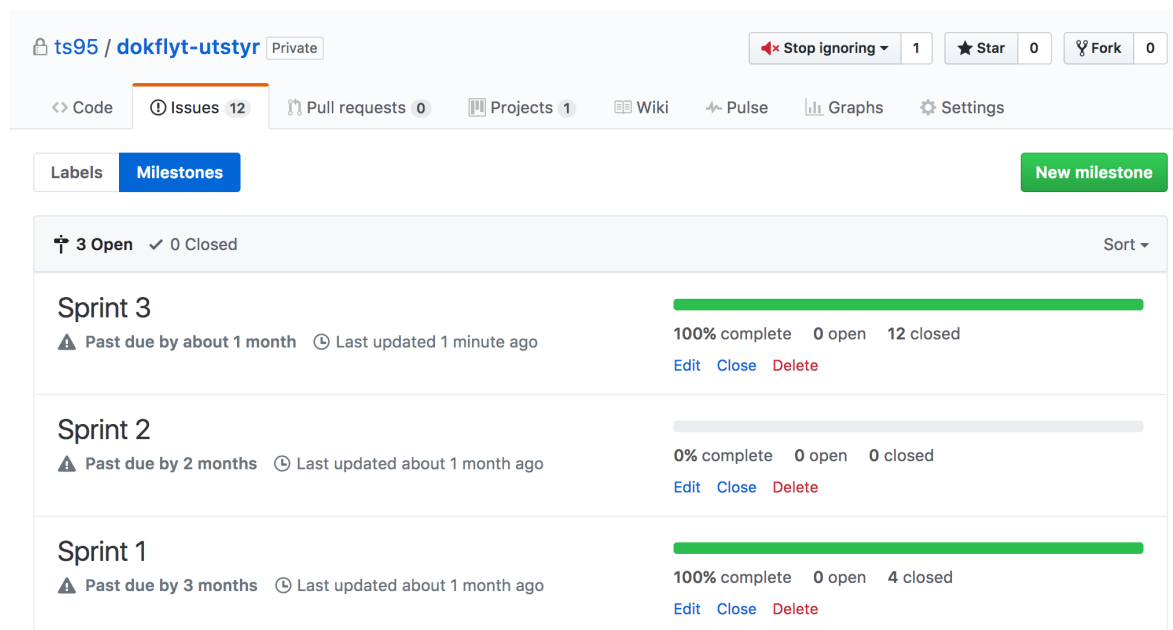 ts95 / dokflyt-utstyr Private Stop ignoring 1 Star 0 Fork 0
Code Issues 12 Pull requests 0 Projects 1 Wiki Pulse Graphs Settings
Labels Milestones New milestone
3 Open 0 Closed Sort
Sprint 3
Past due by about 1 month Last updated 1 minute ago
100% complete 0 open 12 closed
Edit Close Delete
Sprint 2
Past due by 2 months Last updated about 1 month ago
0% complete 0 open 0 closed
Edit Close Delete
Sprint 1
Past due by 3 months Last updated about 1 month ago
100% complete 0 open 4 closed
Edit Close Delete